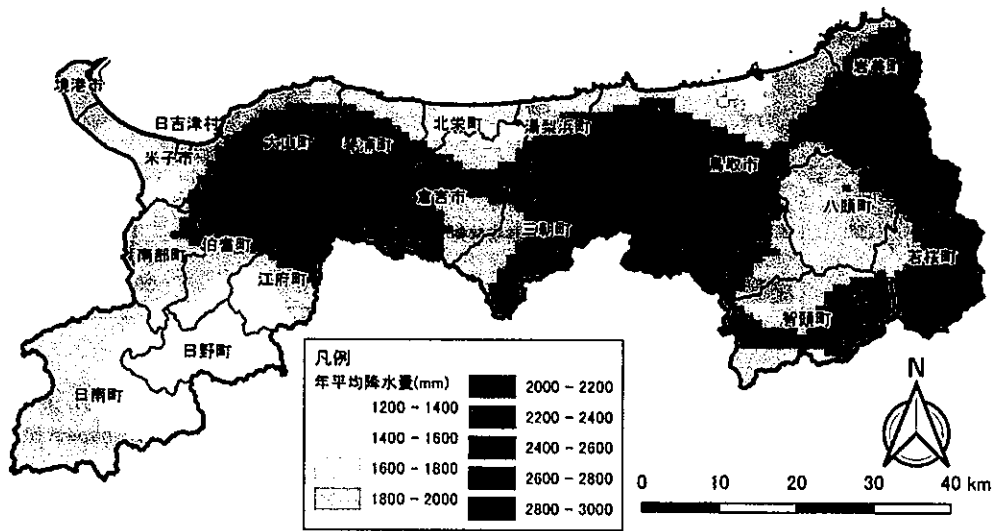 境港市
岩美町
日吉津村
大山町
琴浦町
北栄町
湯梨浜町
米子市
鳥取市
倉吉市
八頭町
三朝町
南部町
伯耆町
若桜町
江府町
智頭町
日野町
日南町
凡例
年平均降水量(mm)
1200 - 1400
1400 - 1600
1600 - 1800
1800 - 2000
2000 - 2200
2200 - 2400
2400 - 2600
2600 - 2800
2800 - 3000
N
0 10 20 30 40 km